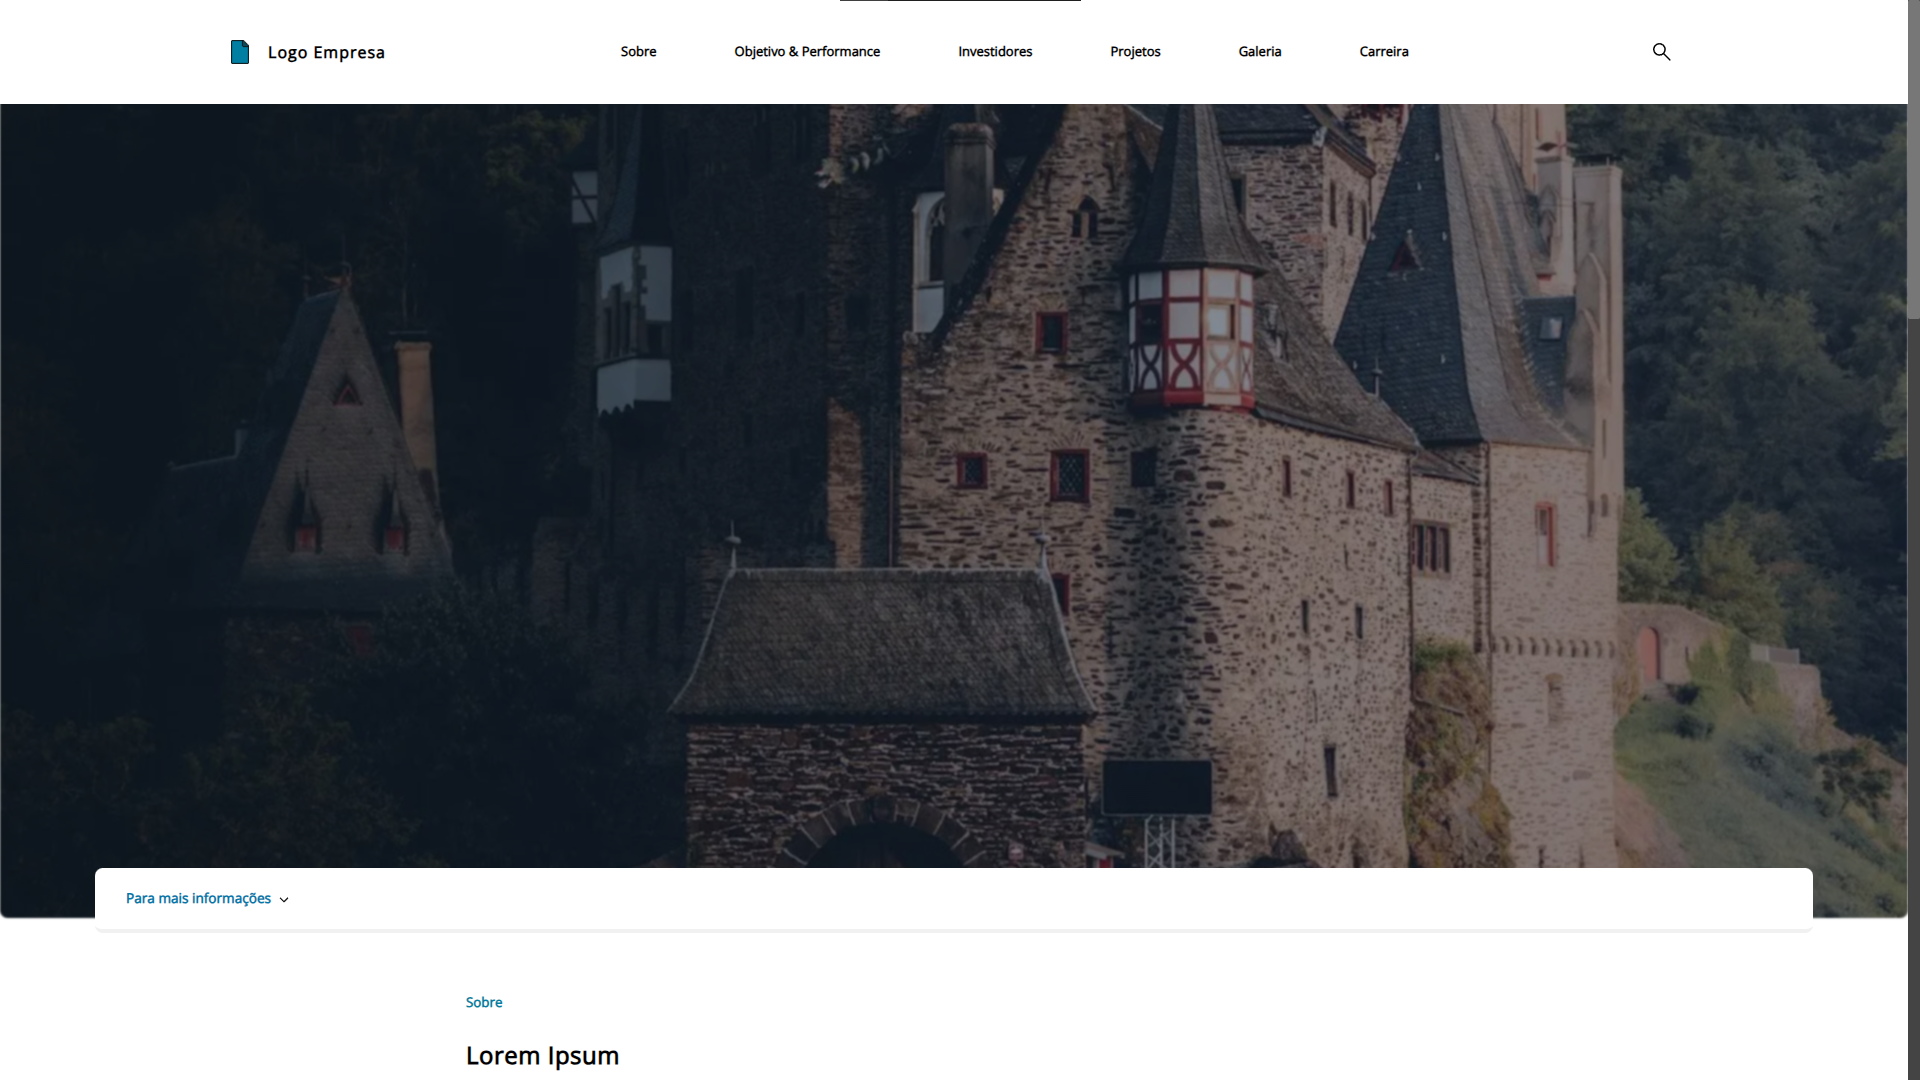 Logo Empresa
Sobre
Objetivo & Performance
Investidores
Projetos
Galeria
Carreira
Para mais informações
Sobre
Lorem Ipsum